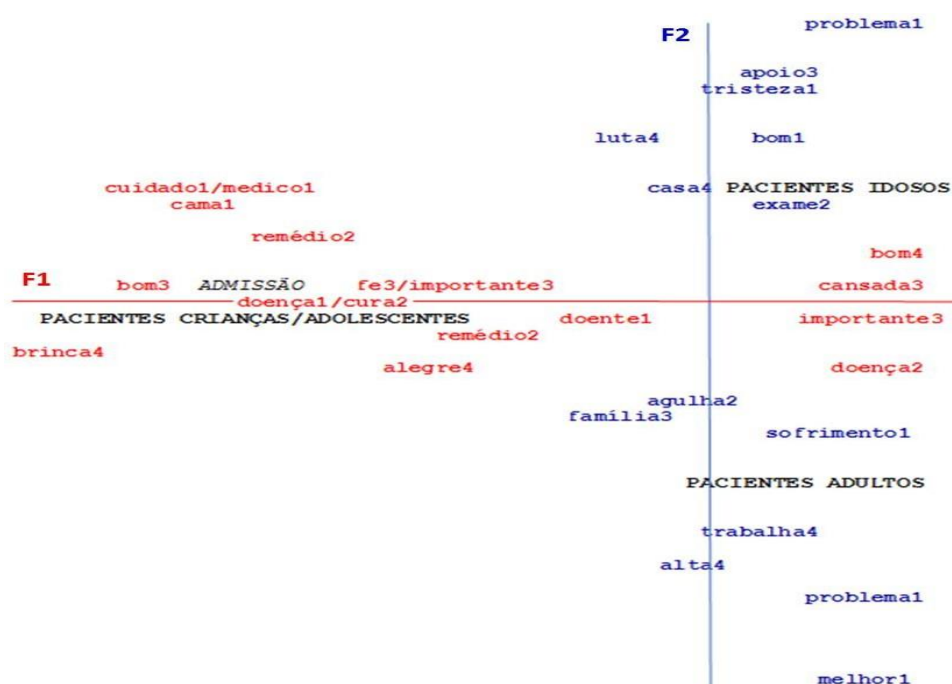 problema1
F2
apoio3
tristeza1
luta4 bom1
cuidado1/medico1 casa4 PACIENTES IDOSOS
cama1 exame2
remédio2
bom4
F1 bom3 ADMISSÃO fe3/importante3 cansada3
doença1/cura2
PACIENTES CRIANÇAS/ADOLESCENTES doente1 importante3
remédio2
brinca4
alegre4 doença2
agulha2
família3
sofrimento1
PACIENTES ADULTOS
trabalha4
alta4
problema1
melhor1